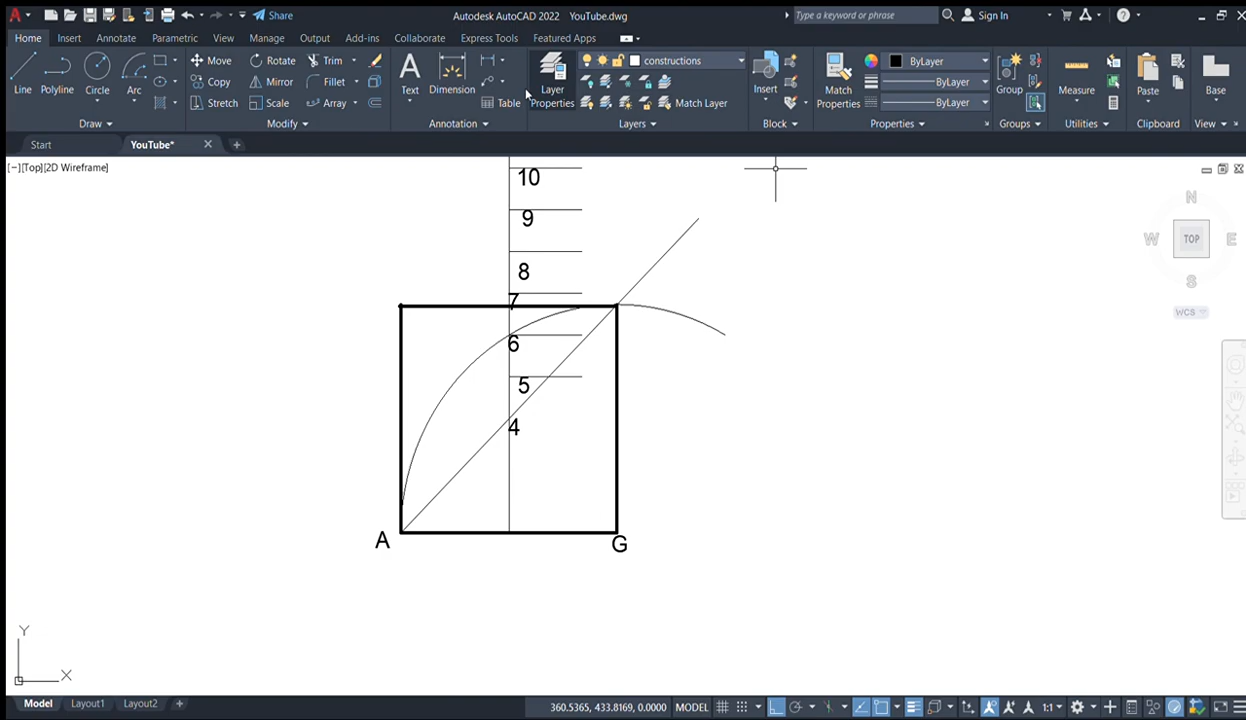 A Share Autodesk AutoCAD 2022 YouTube.dwg Type a keyword or phrase Sign In
Home Insert Annotate Parametric View Manage Output Add-ins Collaborate Express Tools Featured Apps
Move Rotate Trim constructions ByLayer
Line Polyline Circle Arc Copy Mirror Fillet Text Dimension Layer Properties Insert Match Properties ByLayer Group Measure Paste Base
Stretch Scale Array Table Match Layer ByLayer
Draw Modify Annotation Layers Block Properties Groups Utilities Clipboard View
Start YouTube* +
[−][Top][2D Wireframe]
10
N
9
W TOP E
8
S
7
WCS
6
5
4
A G
Y
X
Model Layout1 Layout2 + 360.5365, 433.8169, 0.0000 MODEL 1:1